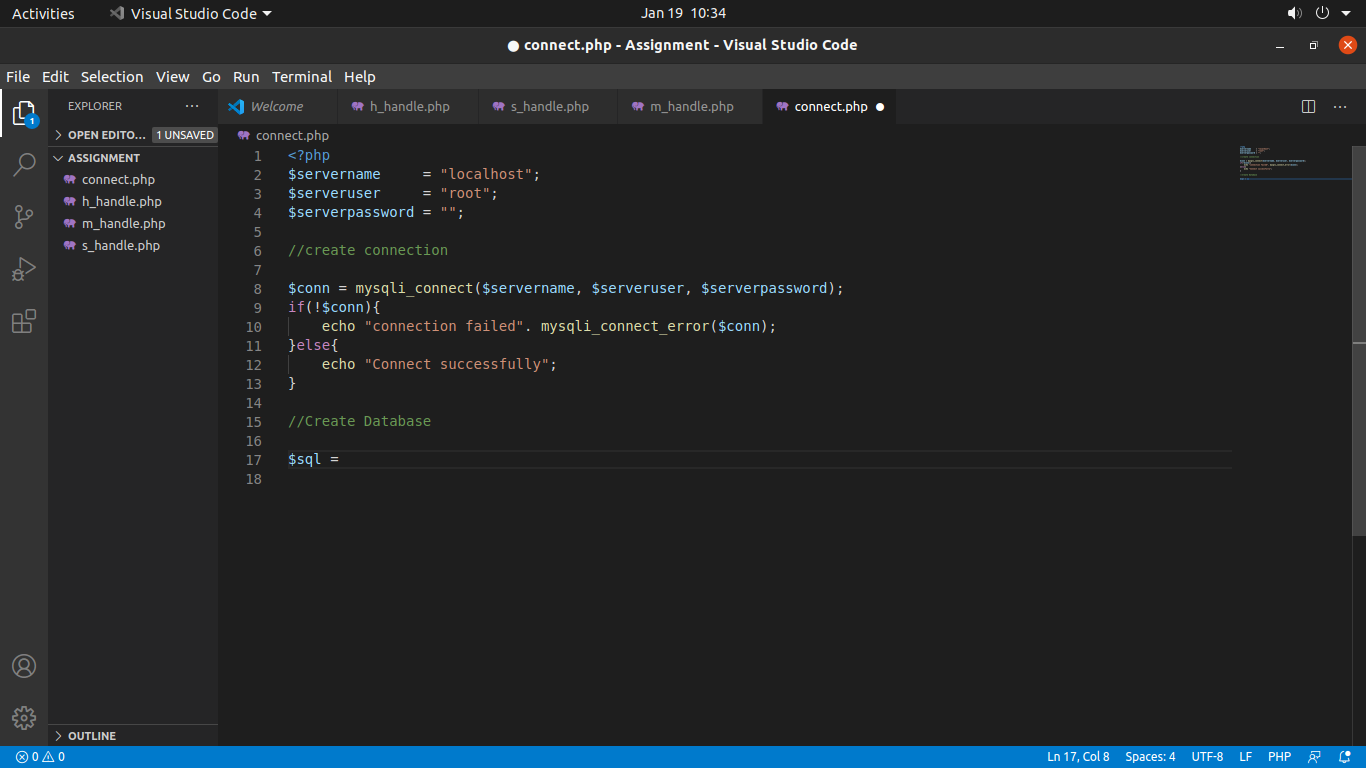 Activities Visual Studio Code Jan 19 10:34
● connect.php - Assignment - Visual Studio Code
File Edit Selection View Go Run Terminal Help
EXPLORER ··· Welcome h_handle.php s_handle.php m_handle.php connect.php ● ···
1
OPEN EDITO... 1 UNSAVED
connect.php
ASSIGNMENT
connect.php
h_handle.php
m_handle.php
s_handle.php
1 <?php
2 $servername     = "localhost";
3 $serveruser     = "root";
4 $serverpassword = "";
5
6 //create connection
7
8 $conn = mysqli_connect($servername, $serveruser, $serverpassword);
9 if(!$conn){
10     echo "connection failed". mysqli_connect_error($conn);
11 }else{
12     echo "Connect successfully";
13 }
14
15 //Create Database
16
17 $sql =
18
OUTLINE
0 0 Ln 17, Col 8 Spaces: 4 UTF-8 LF PHP